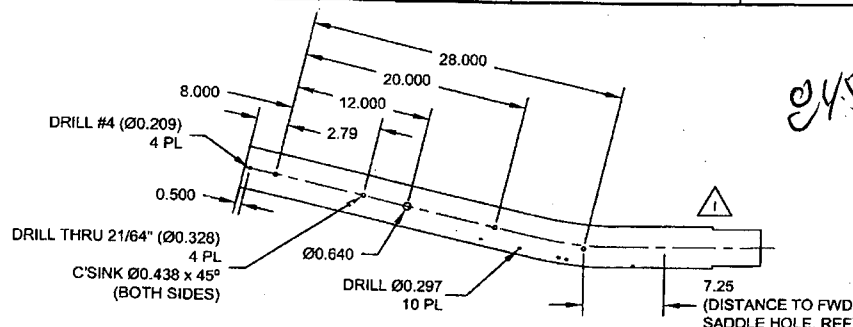 28.000
20.000
8.000
12.000
2.79
DRILL #4 (Ø0.209)
4 PL
0.500
DRILL THRU 21/64" (Ø0.328)
4 PL
C'SINK Ø0.438 x 45°
(BOTH SIDES)
Ø0.640
DRILL Ø0.297
10 PL
1
7.25
(DISTANCE TO FWD
SADDLE HOLE, REF